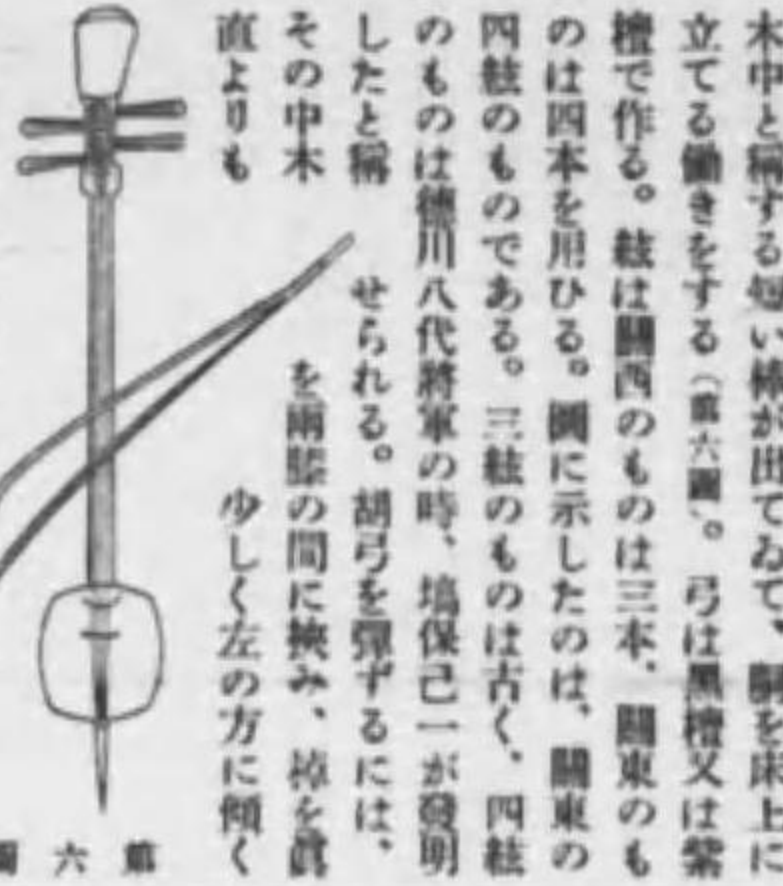 木中と稱する短い棒が出てゐて、胴を床上に
立てる働きをする（第六圖）。弓は黑檀又は紫
檀で作る。絃は關西のものは三本、關東のも
のは四本を用ひる。圖に示したのは、關東の
四絃のものである。三絃のものは古く、四絃
のものは德川八代將軍の時、塙保己一が發明
したと稱せられる。胡弓を彈ずるには、
その中木を兩膝の間に挾み、棹を眞
直よりも少しく左の方に傾く
第六圖